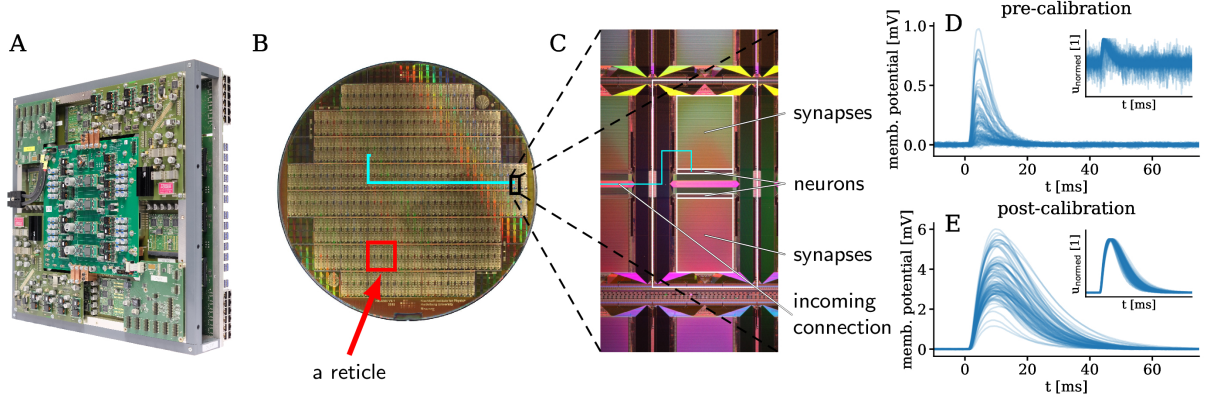 A
B
a reticle
C
synapses
neurons
synapses
incoming
connection
D
pre-calibration
memb. potential [mV]
1.0
0.5
0.0
0
20
40
60
t [ms]
u_normed [1]
t [ms]
E
post-calibration
memb. potential [mV]
6
4
2
0
0
20
40
60
t [ms]
u_normed [1]
t [ms]